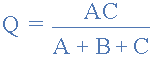 Q = AC / A + B + C